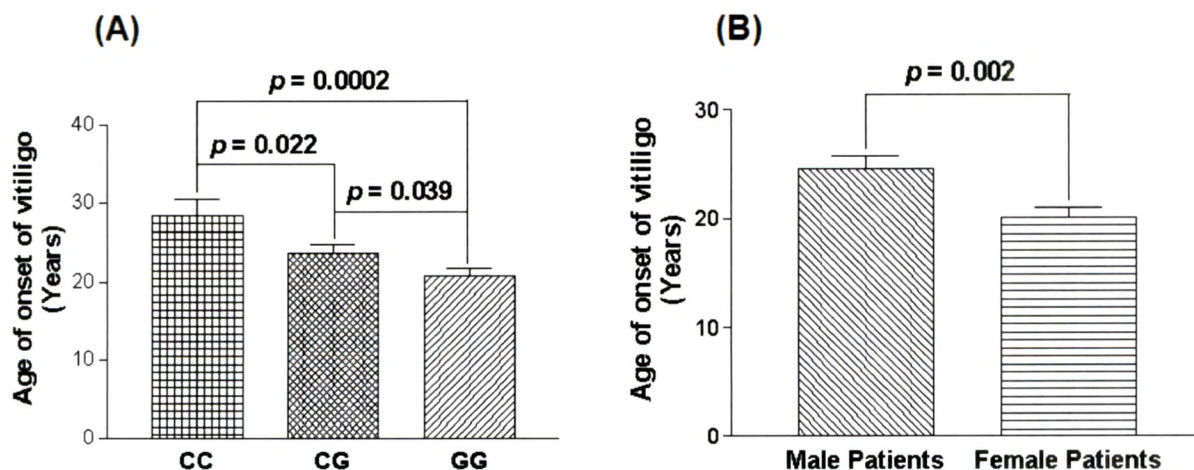 (A)
p = 0.0002
p = 0.022
p = 0.039
Age of onset of vitiligo
(Years)
40
30
20
10
0
CC CG GG
(B)
p = 0.002
Age of onset of vitiligo
(Years)
30
20
10
0
Male Patients Female Patients